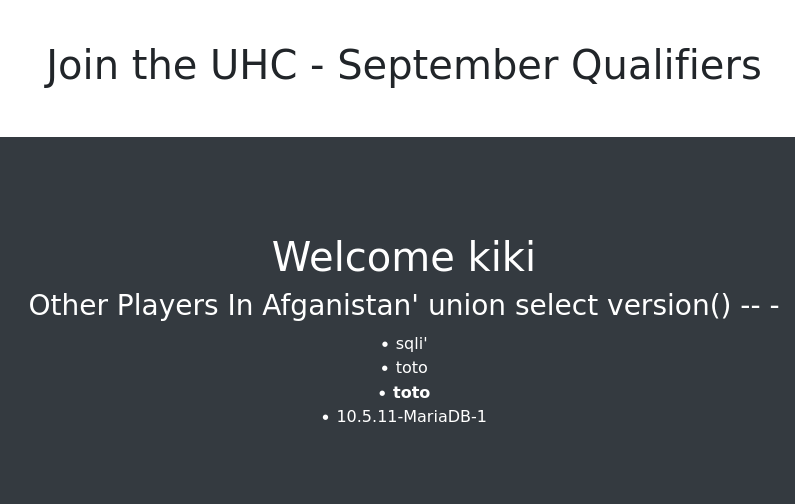 Join the UHC - September Qualifiers
Welcome kiki
Other Players In Afganistan' union select version() -- -
• sqli'
• toto
• toto
• 10.5.11-MariaDB-1